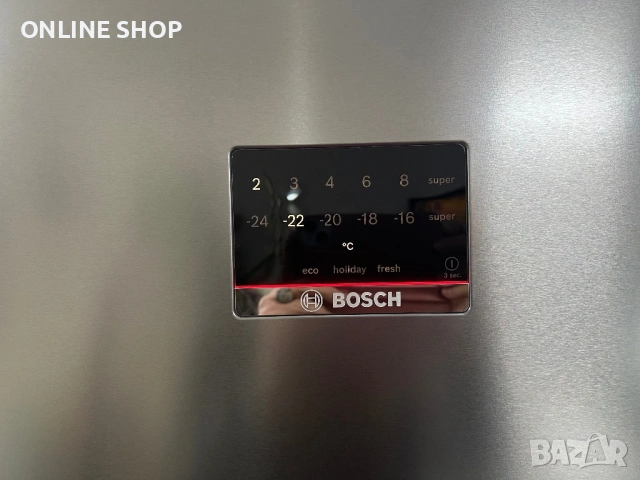 ONLINE SHOP
2 3 4 6 8 super
-24 -22 -20 -18 -16 super
°C
eco holiday fresh
3 sec.
BOSCH
BAZAR